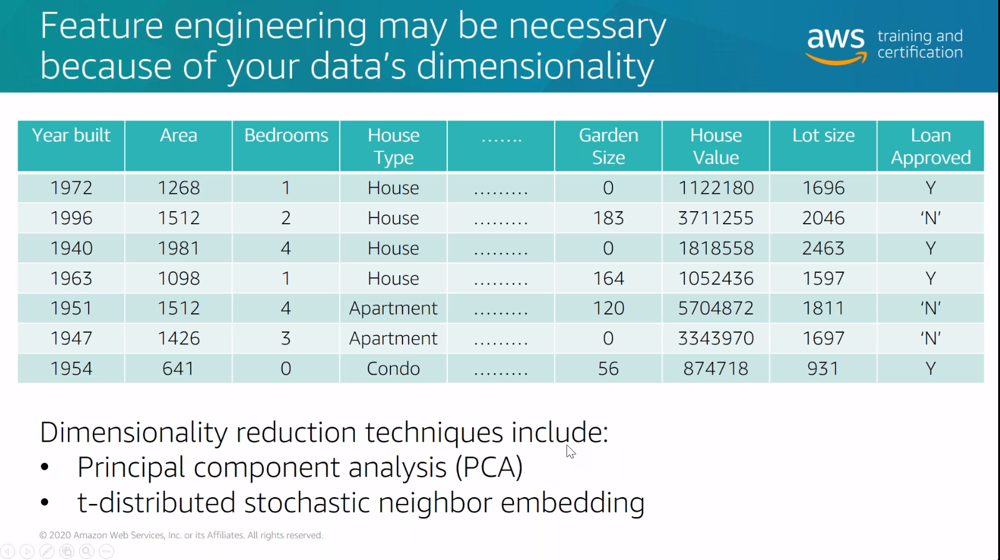 Feature engineering may be necessary
because of your data's dimensionality
aws training and
certification
Year built Area Bedrooms House Type ....... Garden Size House Value Lot size Loan Approved
1972 1268 1 House ......... 0 1122180 1696 Y
1996 1512 2 House ......... 183 3711255 2046 ‘N’
1940 1981 4 House ......... 0 1818558 2463 Y
1963 1098 1 House ......... 164 1052436 1597 Y
1951 1512 4 Apartment ......... 120 5704872 1811 ‘N’
1947 1426 3 Apartment ......... 0 3343970 1697 ‘N’
1954 641 0 Condo ......... 56 874718 931 Y
Dimensionality reduction techniques include:
• Principal component analysis (PCA)
• t-distributed stochastic neighbor embedding
© 2020 Amazon Web Services, Inc. or its Affiliates. All rights reserved.